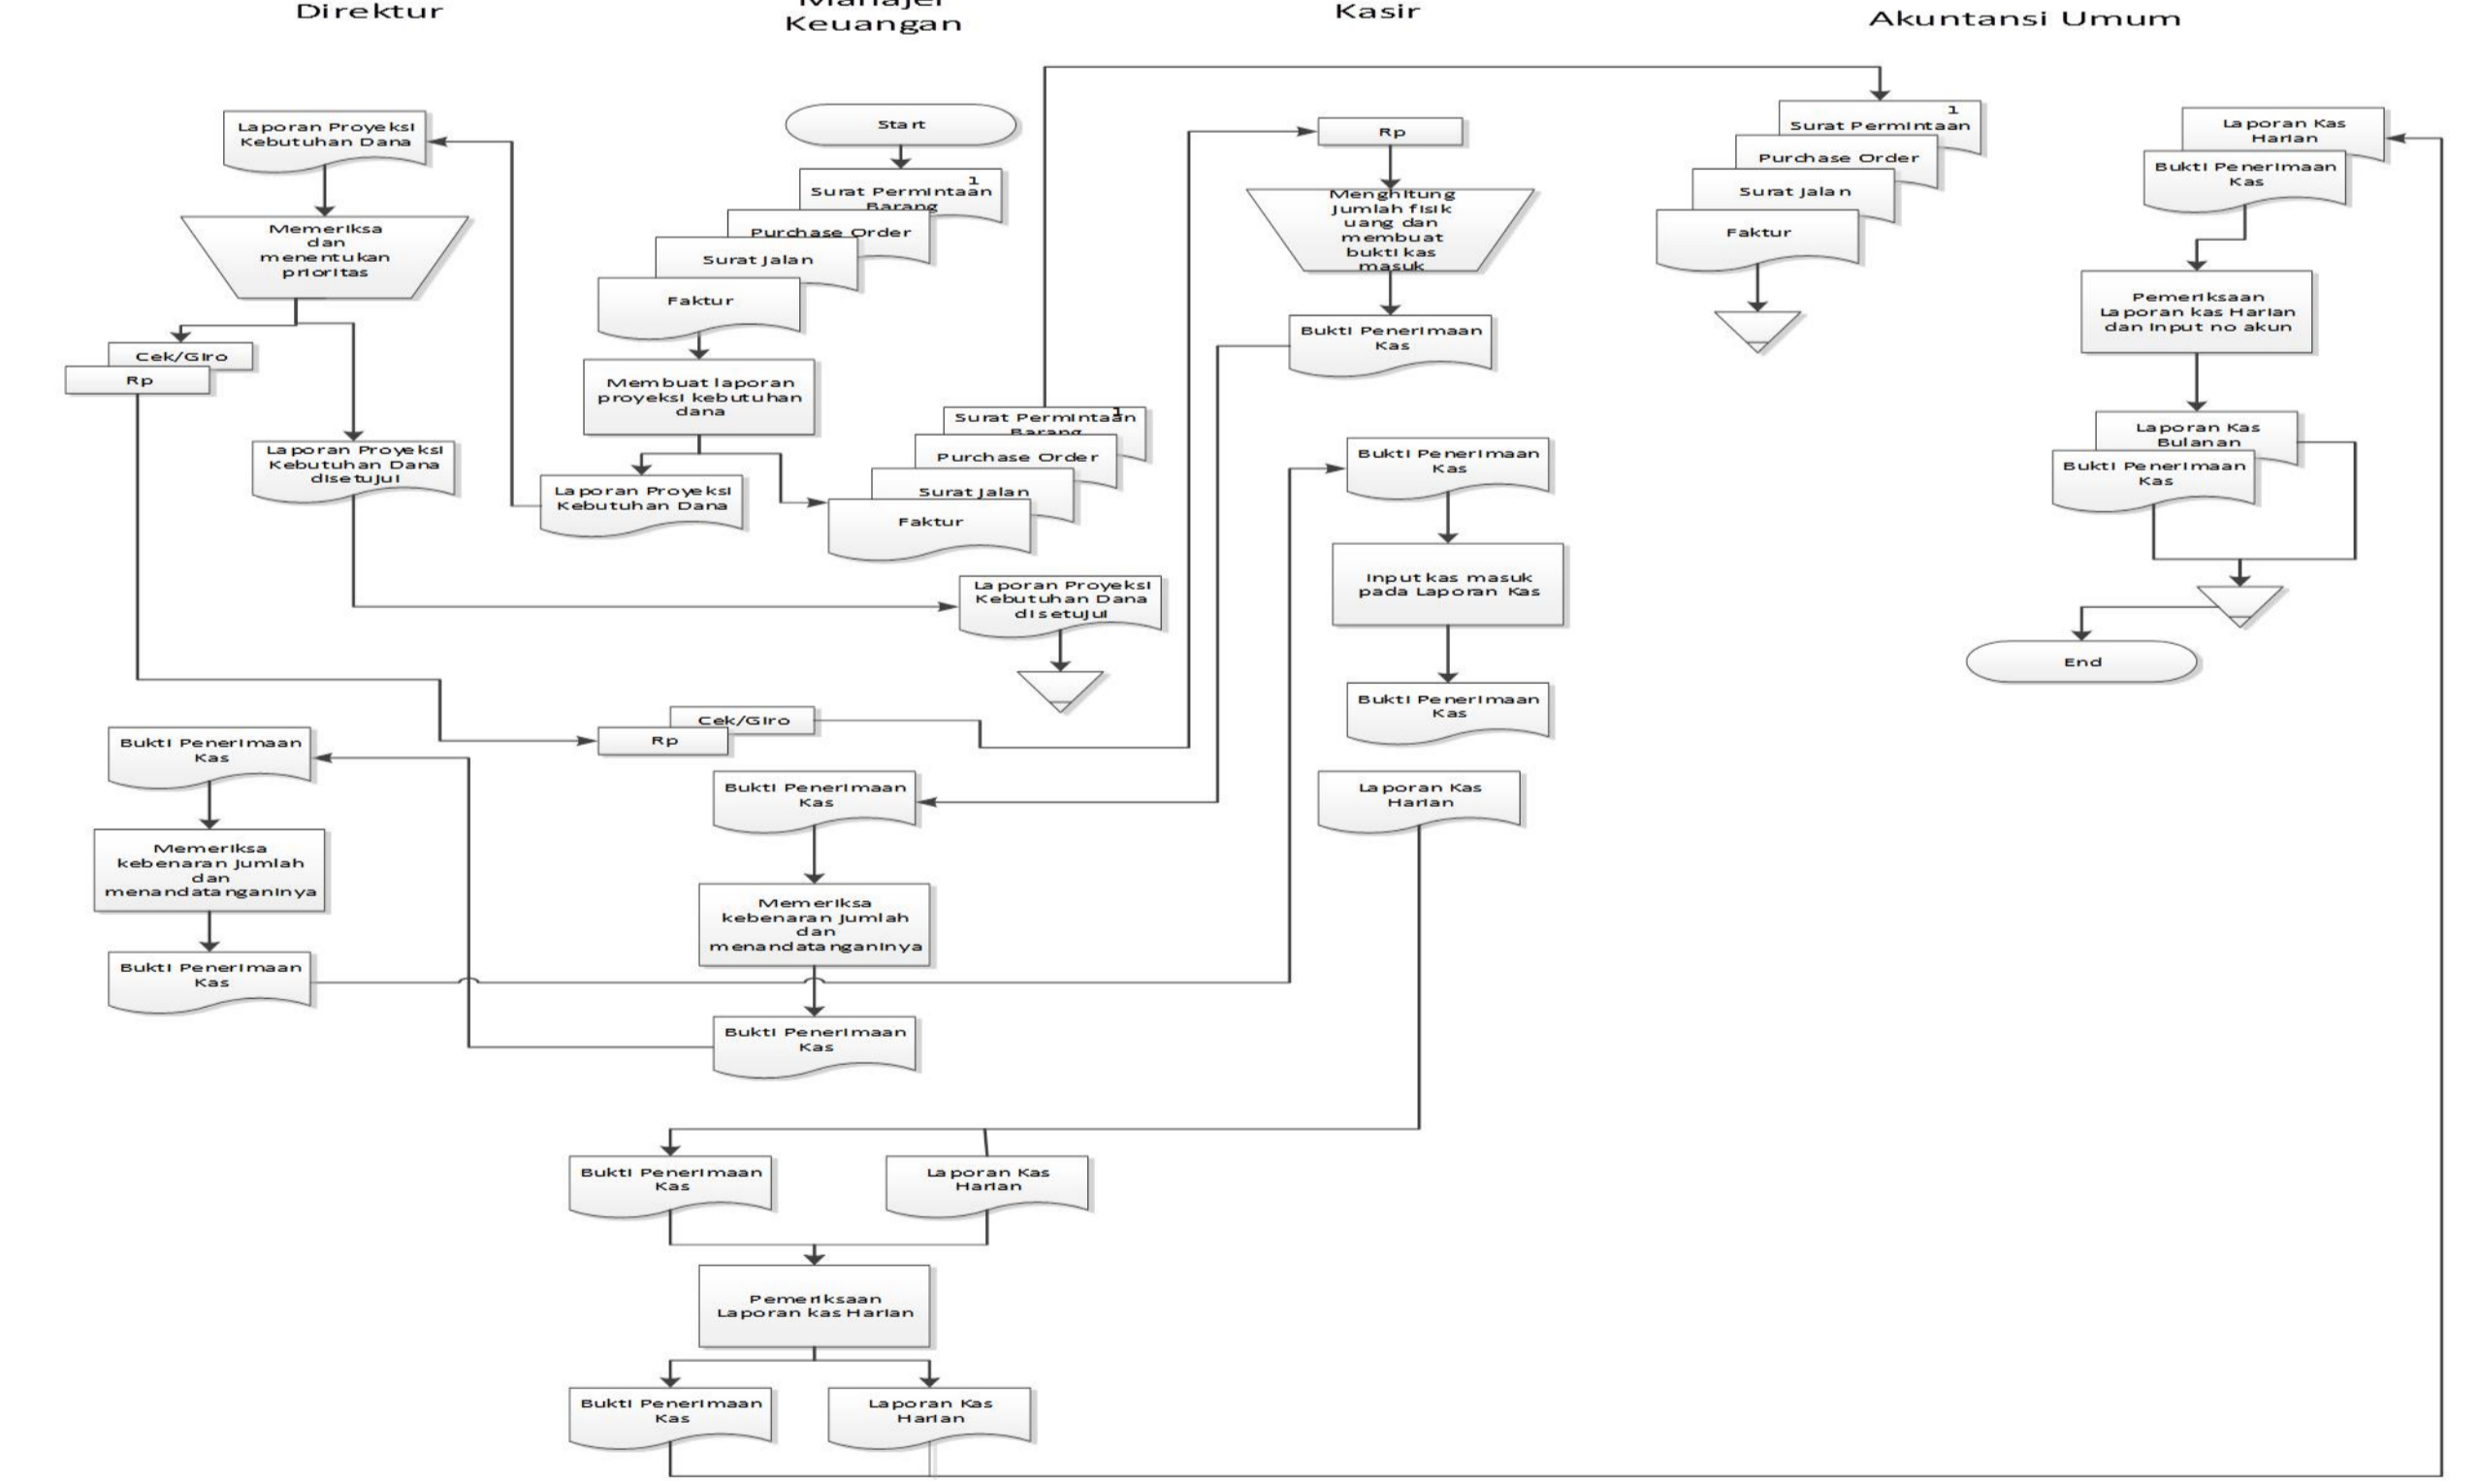 Direktur
Manajer
Keuangan
Kasir
Akuntansi Umum
Laporan Proyeksi
Kebutuhan Dana
Memeriksa
dan
menentukan
prioritas
Cek/Giro
Rp
Laporan Proyeksi
Kebutuhan Dana
disetujui
Bukti Penerimaan
Kas
Memeriksa
kebenaran jumlah
dan
menandatanganinya
Bukti Penerimaan
Kas
Start
1
Surat Permintaan
Barang
Purchase Order
Surat Jalan
Faktur
Membuat laporan
proyeksi kebutuhan
dana
Laporan Proyeksi
Kebutuhan Dana
1
Surat Permintaan
Barang
Purchase Order
Surat Jalan
Faktur
Laporan Proyeksi
Kebutuhan Dana
disetujui
Cek/Giro
Rp
Bukti Penerimaan
Kas
Memeriksa
kebenaran jumlah
dan
menandatanganinya
Bukti Penerimaan
Kas
Bukti Penerimaan
Kas
Laporan Kas
Harian
Pemeriksaan
Laporan kas Harian
Bukti Penerimaan
Kas
Laporan Kas
Harian
Rp
Menghitung
jumlah fisik
uang dan
membuat
bukti kas
masuk
Bukti Penerimaan
Kas
Bukti Penerimaan
Kas
Input kas masuk
pada Laporan Kas
Bukti Penerimaan
Kas
Laporan Kas
Harian
1
Surat Permintaan
Purchase Order
Surat Jalan
Faktur
Laporan Kas
Harian
Bukti Penerimaan
Kas
Pemeriksaan
Laporan kas Harian
dan input no akun
Laporan Kas
Bulanan
Bukti Penerimaan
Kas
End